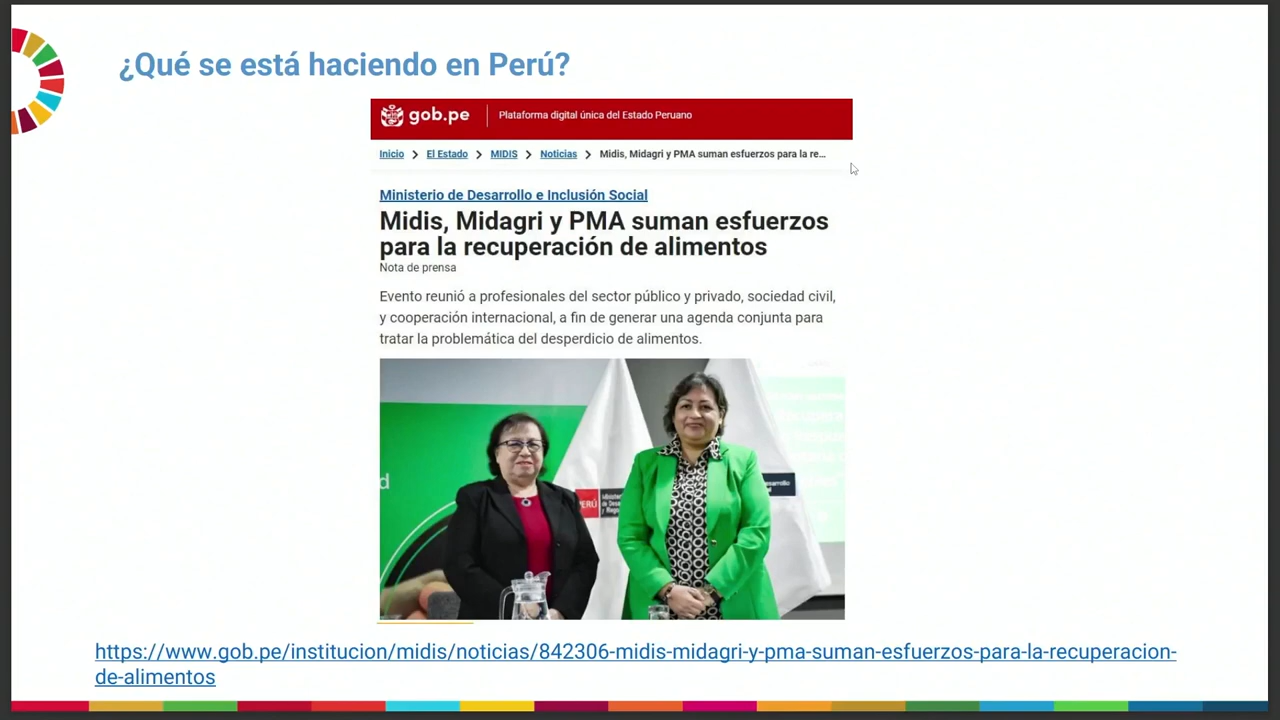 ¿Qué se está haciendo en Perú?
gob.pe Plataforma digital única del Estado Peruano
Inicio > El Estado > MIDIS > Noticias > Midis, Midagri y PMA suman esfuerzos para la re...
Ministerio de Desarrollo e Inclusión Social
Midis, Midagri y PMA suman esfuerzos
para la recuperación de alimentos
Nota de prensa
Evento reunió a profesionales del sector público y privado, sociedad civil,
y cooperación internacional, a fin de generar una agenda conjunta para
tratar la problemática del desperdicio de alimentos.
d
PERÚ
https://www.gob.pe/institucion/midis/noticias/842306-midis-midagri-y-pma-suman-esfuerzos-para-la-recuperacion-
de-alimentos